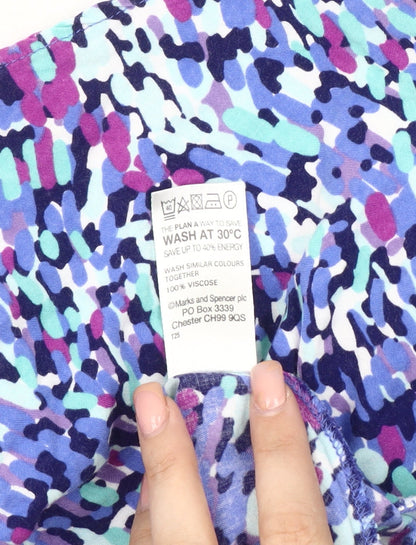 40 P
THE PLAN A WAY TO SAVE
WASH AT 30°C
SAVE UP TO 40% ENERGY
WASH SIMILAR COLOURS
TOGETHER
100% VISCOSE
©Marks and Spencer plc
PO Box 3339
Chester CH99 9QS
T25